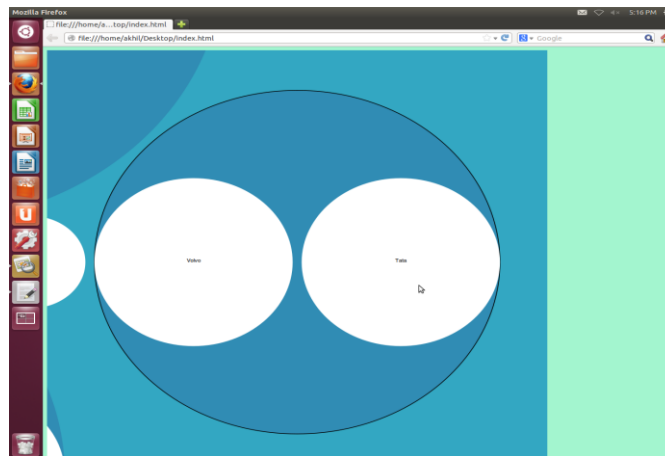 Mozilla Firefox
5:16 PM
file:///home/a...top/index.html
file:///home/akhil/Desktop/index.html
Google
Volvo
Tata